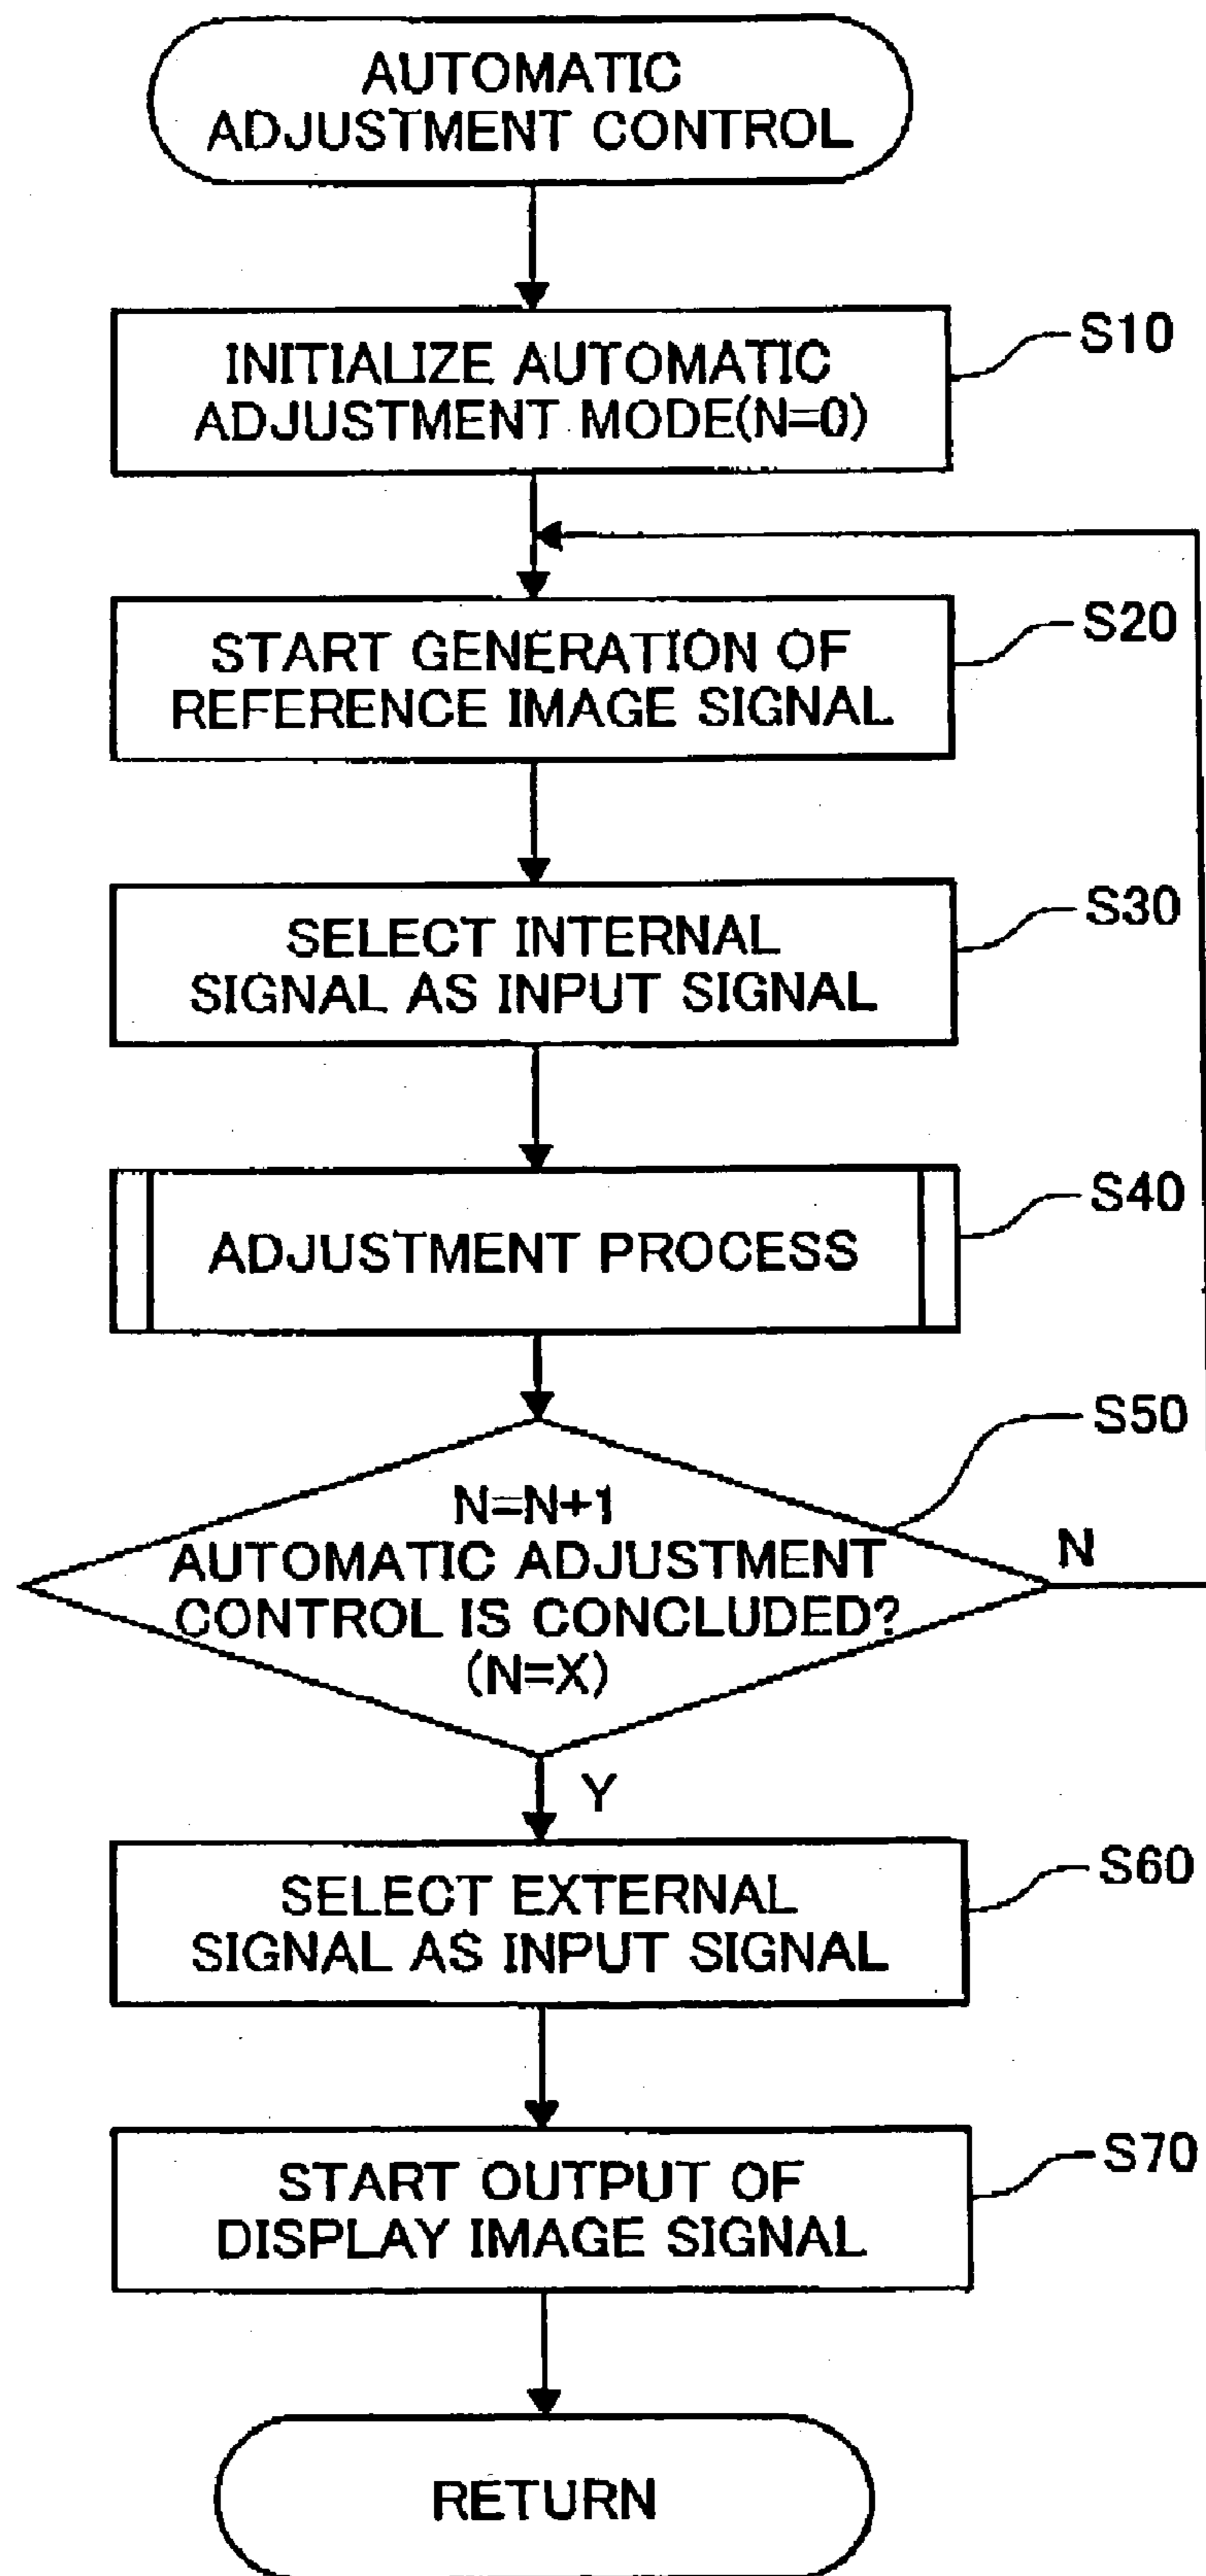 AUTOMATIC
ADJUSTMENT CONTROL
INITIALIZE AUTOMATIC
ADJUSTMENT MODE(N=0)
S10
START GENERATION OF
REFERENCE IMAGE SIGNAL
S20
SELECT INTERNAL
SIGNAL AS INPUT SIGNAL
S30
ADJUSTMENT PROCESS
S40
N=N+1
AUTOMATIC ADJUSTMENT
CONTROL IS CONCLUDED?
(N=X)
S50
N
Y
SELECT EXTERNAL
SIGNAL AS INPUT SIGNAL
S60
START OUTPUT OF
DISPLAY IMAGE SIGNAL
S70
RETURN